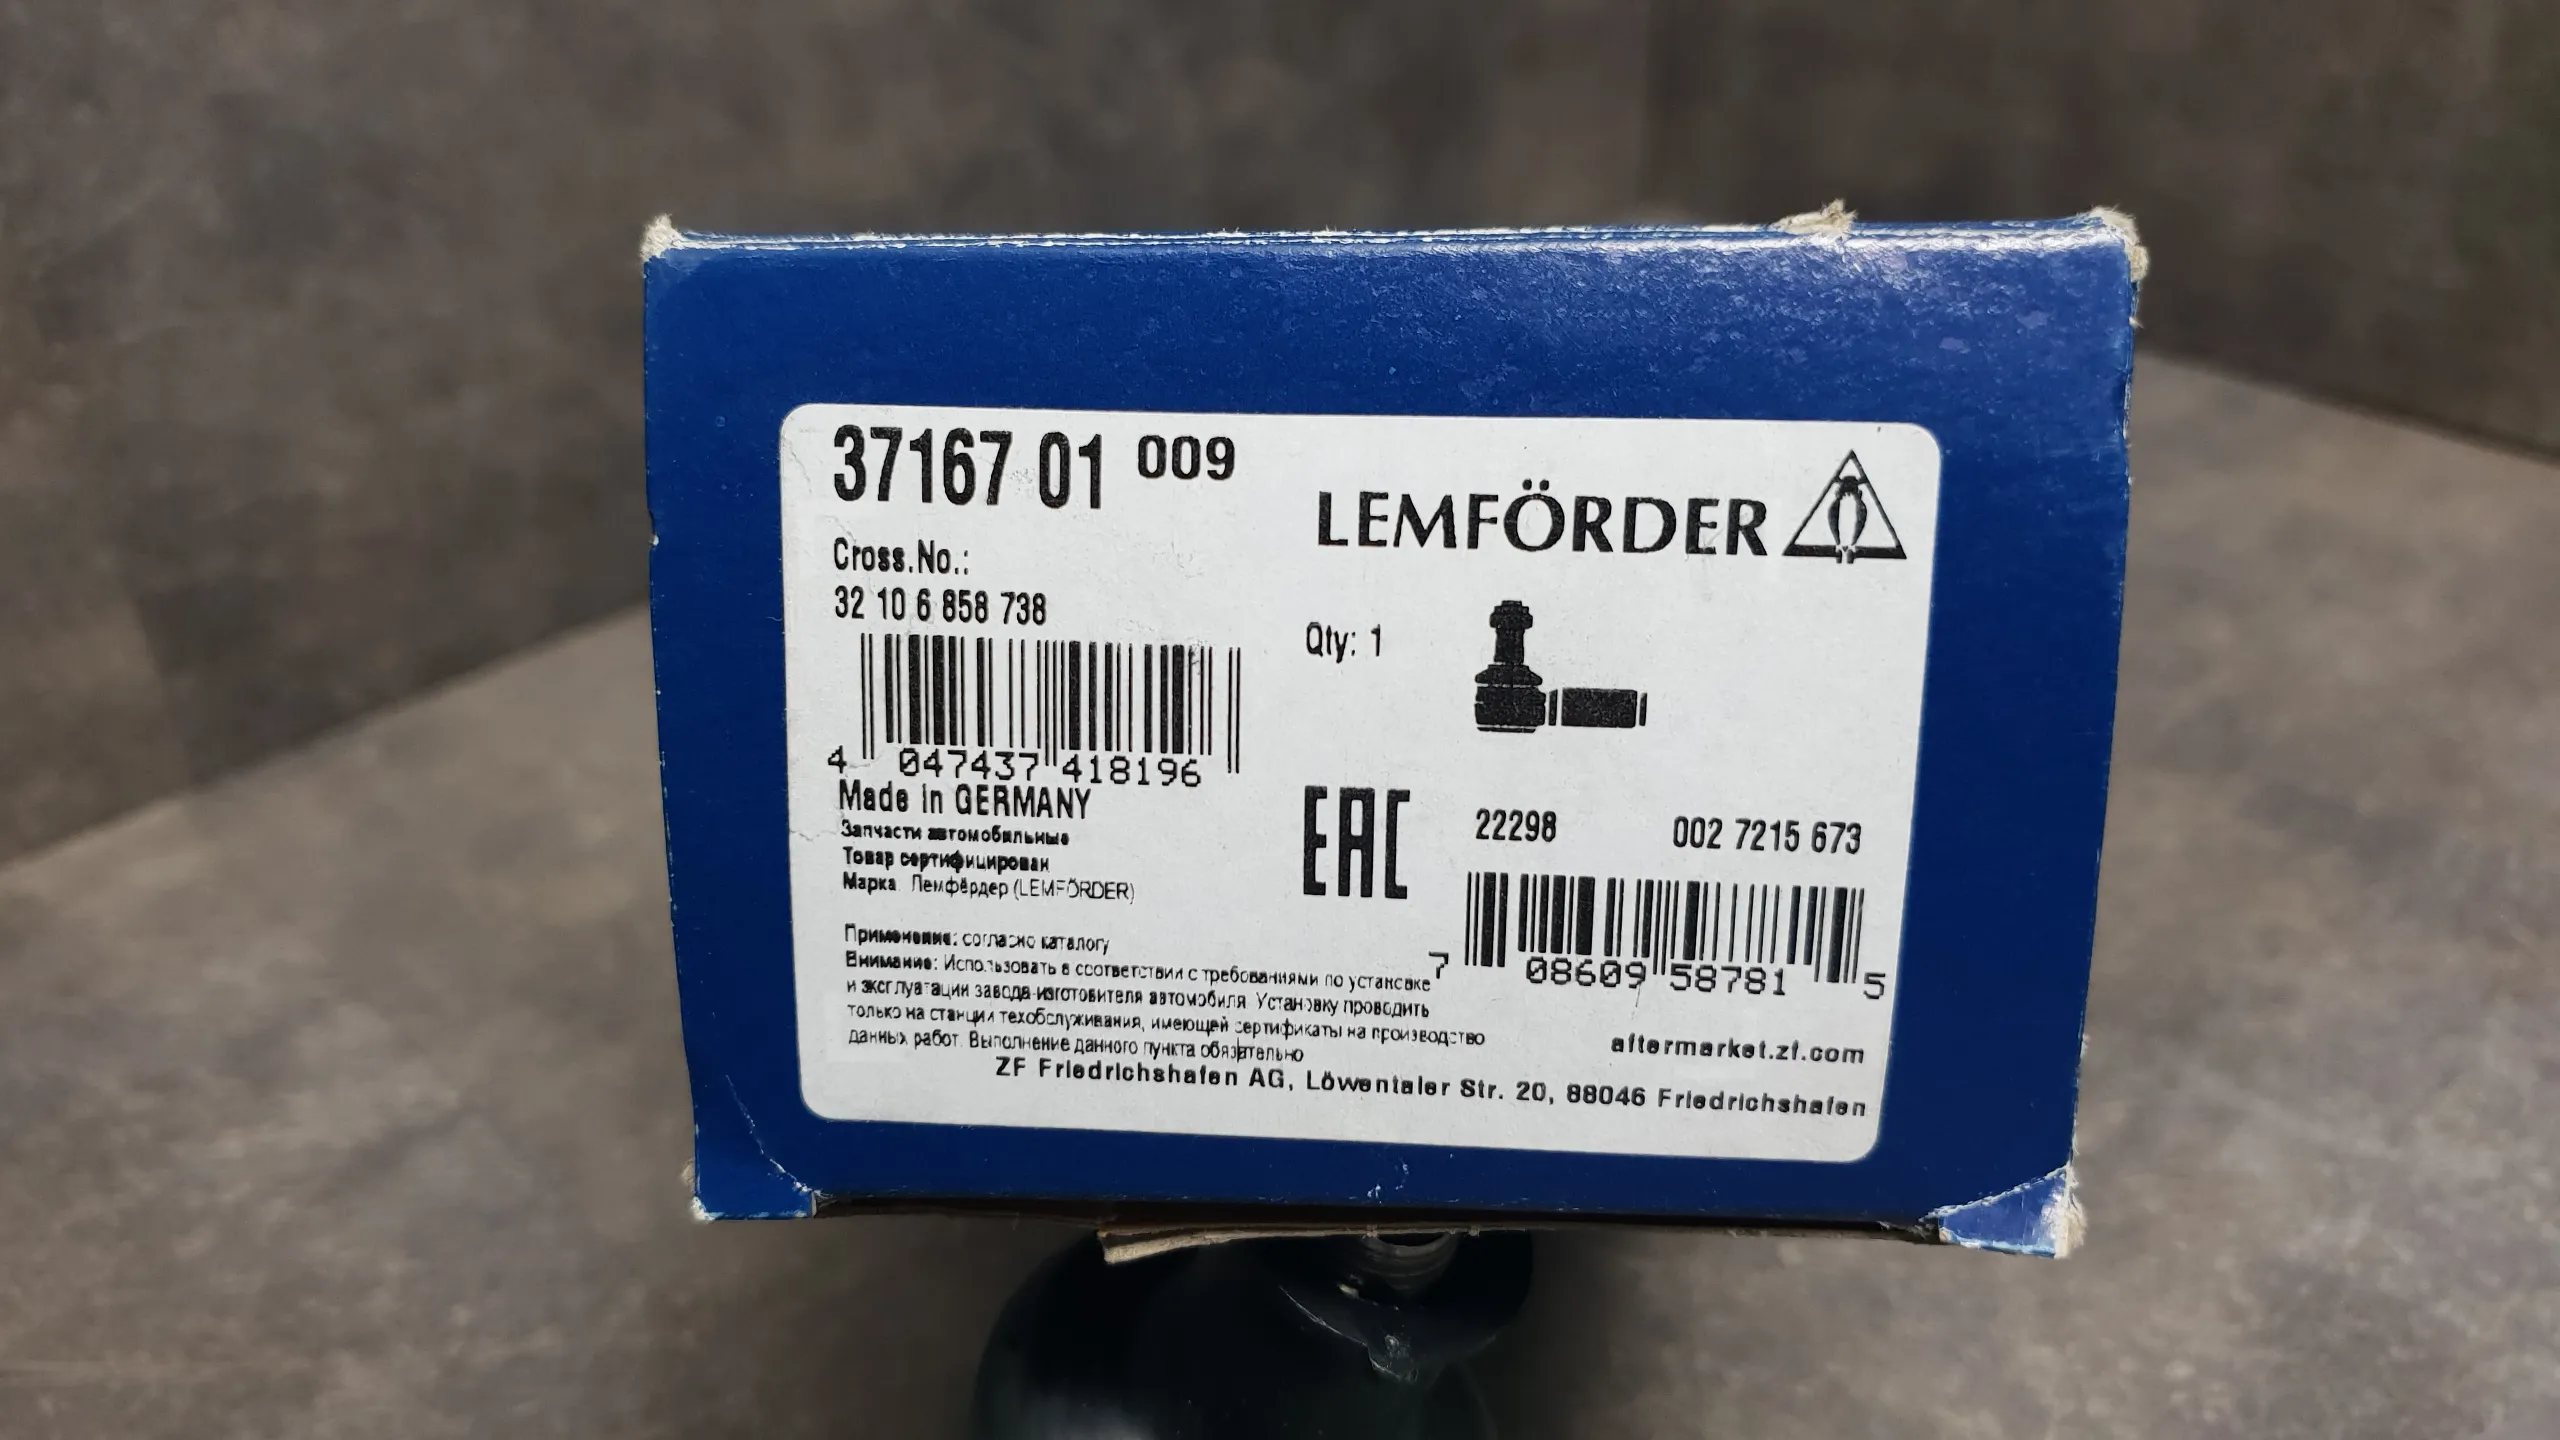 37167 01 009
LEMFÖRDER
Cross.No.:
32 10 6 858 738
Qty: 1
4 047437 418196
Made in GERMANY
Запчасти автомобильные
Товар сертифицирован
Марка: Лемфёрдер (LEMFÖRDER)
EAC
22298 002 7215 673
7 08609 58781 5
Применение: согласно каталогу
Внимание: Использовать в соответствии с требованиями по установке
и эксплуатации завода-изготовителя автомобиля. Установку проводить
только на станции техобслуживания, имеющей сертификаты на производство
данных работ. Выполнение данного пункта обязательно
aftermarket.zf.com
ZF Friedrichshafen AG, Löwentaler Str. 20, 88046 Friedrichshafen